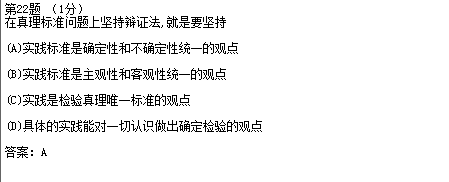 第22题 （1分）
在真理标准问题上坚持辩证法,就是要坚持
(A)实践标准是确定性和不确定性统一的观点
(B)实践标准是主观性和客观性统一的观点
(C)实践是检验真理唯一标准的观点
(D)具体的实践能对一切认识做出确定检验的观点
答案: A